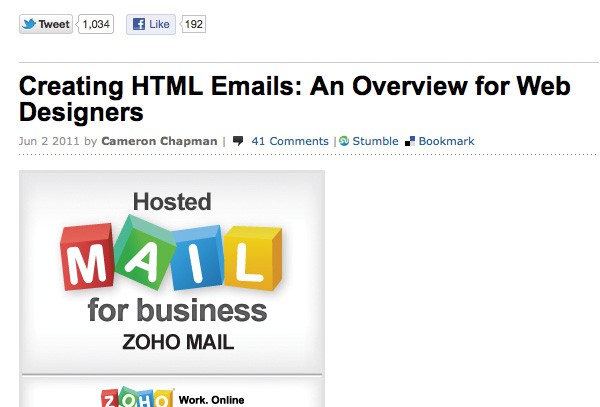 Tweet 1,034 Like 192
Creating HTML Emails: An Overview for Web
Designers
Jun 2 2011 by Cameron Chapman | 41 Comments | Stumble Bookmark
Hosted
MAIL
for business
ZOHO MAIL
ZOHO Work. Online